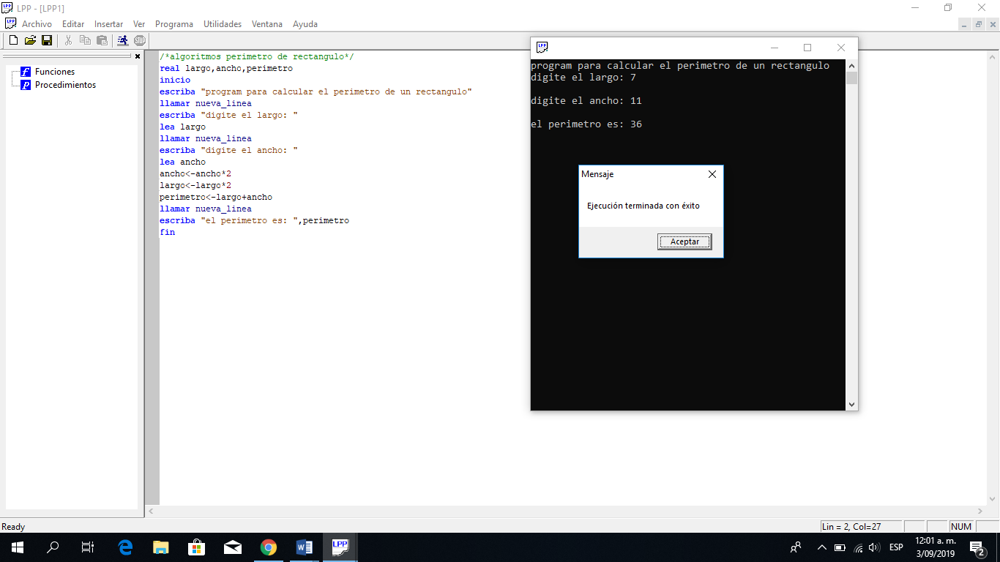 LPP - [LPP1]
Archivo Editar Insertar Ver Programa Utilidades Ventana Ayuda
Funciones
Procedimientos
/*algoritmos perimetro de rectangulo*/
real largo,ancho,perimetro
inicio
escriba "program para calcular el perimetro de un rectangulo"
llamar nueva_linea
escriba "digite el largo: "
lea largo
llamar nueva_linea
escriba "digite el ancho: "
lea ancho
ancho<-ancho*2
largo<-largo*2
perimetro<-largo+ancho
llamar nueva_linea
escriba "el perimetro es: ",perimetro
fin
program para calcular el perimetro de un rectangulo
digite el largo: 7
digite el ancho: 11
el perimetro es: 36
Mensaje
Ejecución terminada con éxito
Aceptar
Ready
Lin = 2, Col=27
NUM
ESP
12:01 a. m.
3/09/2019
2